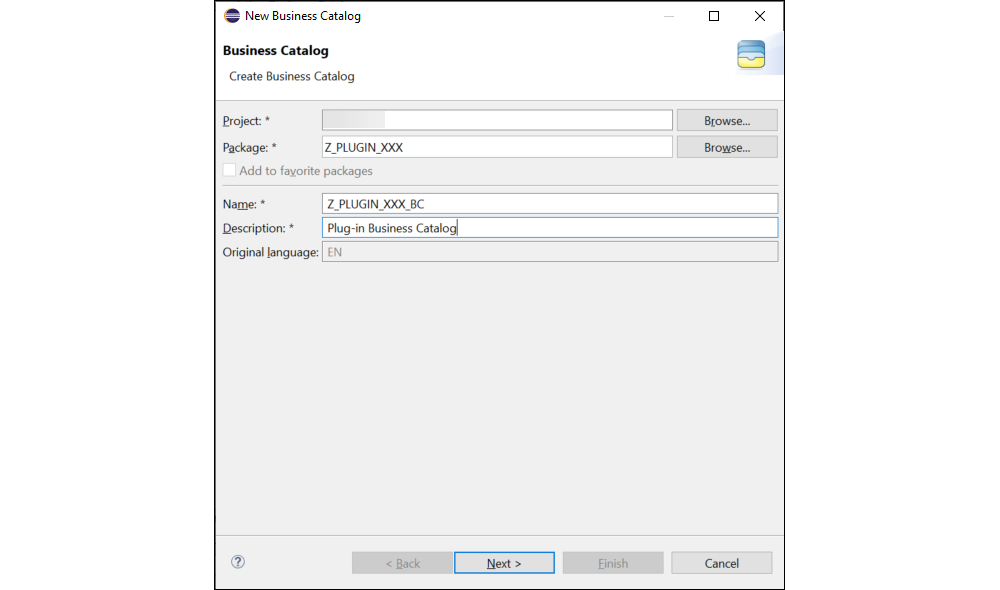 New Business Catalog
Business Catalog
Create Business Catalog
Project: * Browse...
Package: * Z_PLUGIN_XXX Browse...
Add to favorite packages
Name: * Z_PLUGIN_XXX_BC
Description: * Plug-in Business Catalog
Original language: EN
? < Back Next > Finish Cancel